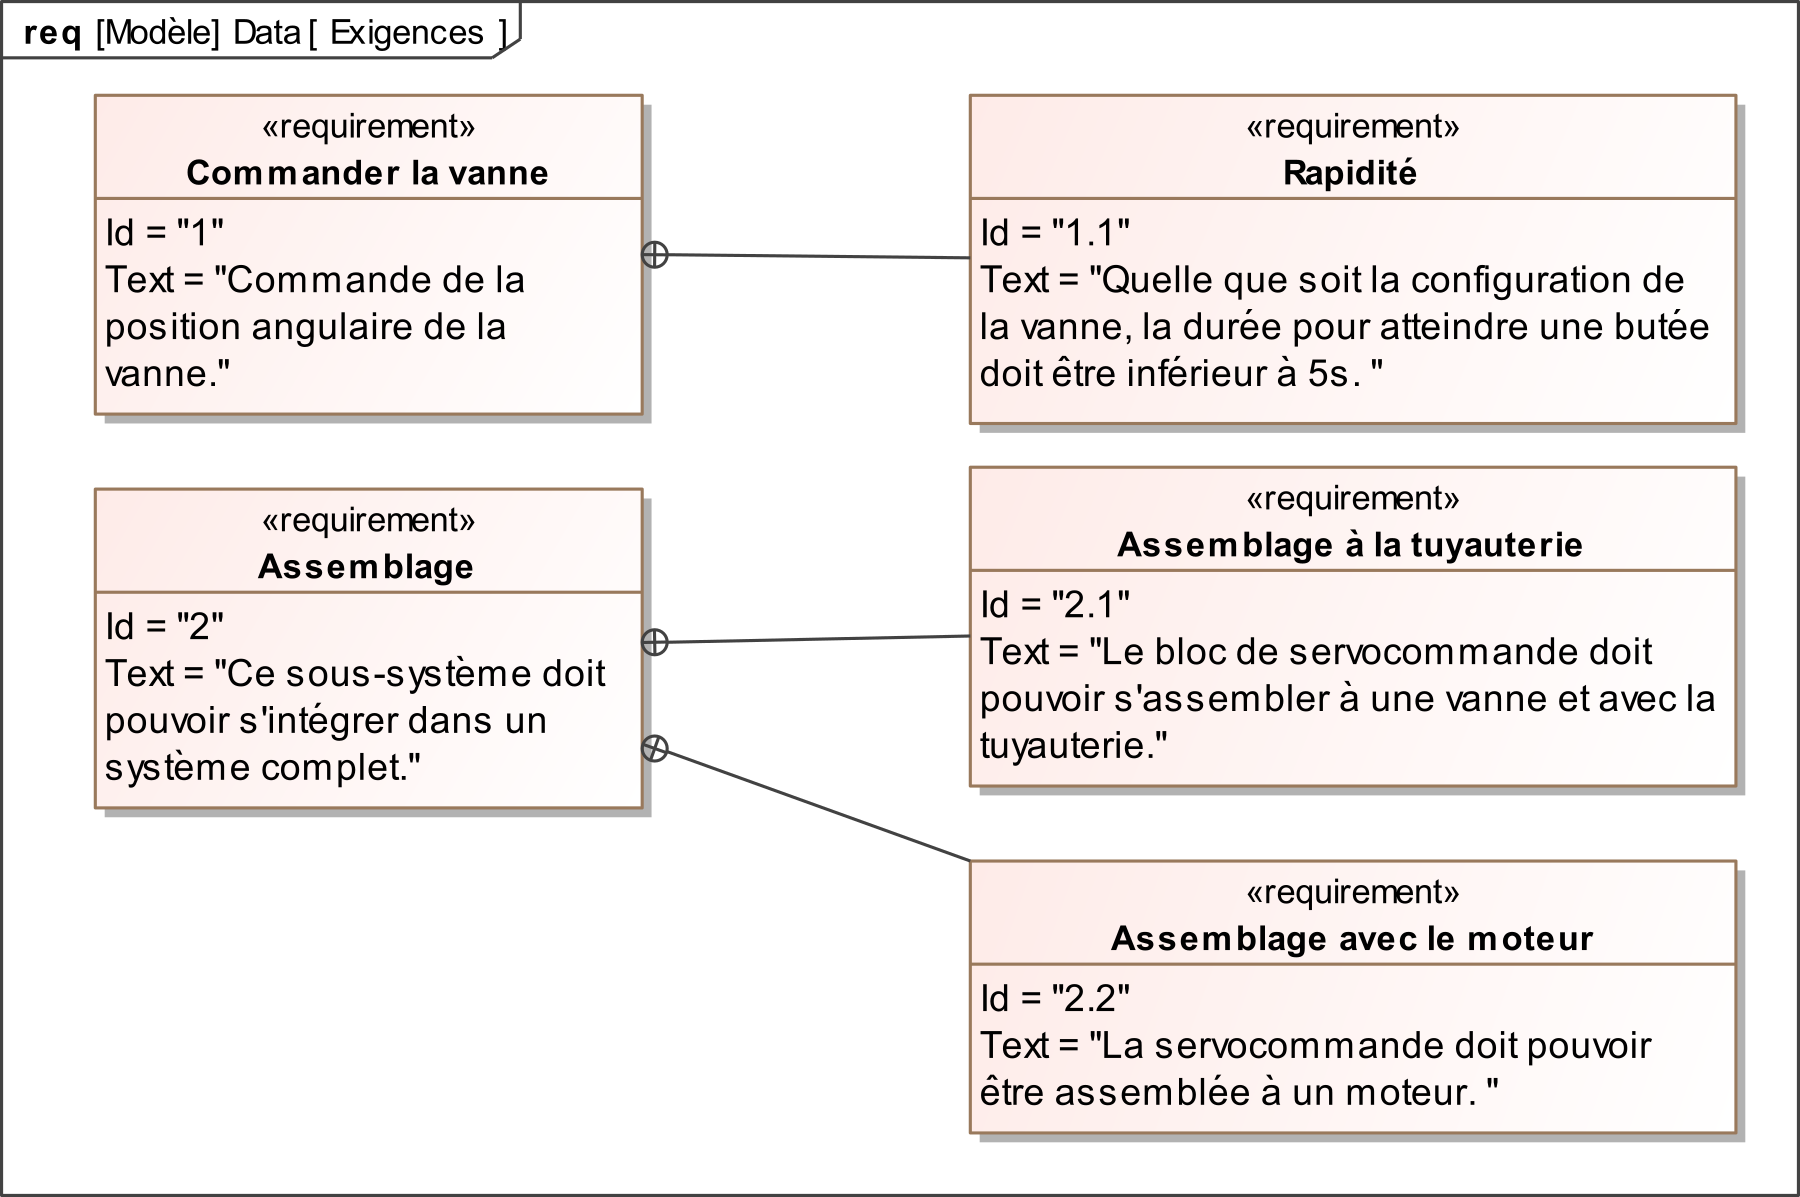 req [Modèle] Data [ Exigences ]
«requirement»
Commander la vanne
Id = "1"
Text = "Commande de la
position angulaire de la
vanne."
«requirement»
Rapidité
Id = "1.1"
Text = "Quelle que soit la configuration de
la vanne, la durée pour atteindre une butée
doit être inférieur à 5s. "
«requirement»
Assemblage
Id = "2"
Text = "Ce sous-système doit
pouvoir s'intégrer dans un
système complet."
«requirement»
Assemblage à la tuyauterie
Id = "2.1"
Text = "Le bloc de servocommande doit
pouvoir s'assembler à une vanne et avec la
tuyauterie."
«requirement»
Assemblage avec le moteur
Id = "2.2"
Text = "La servocommande doit pouvoir
être assemblée à un moteur. "